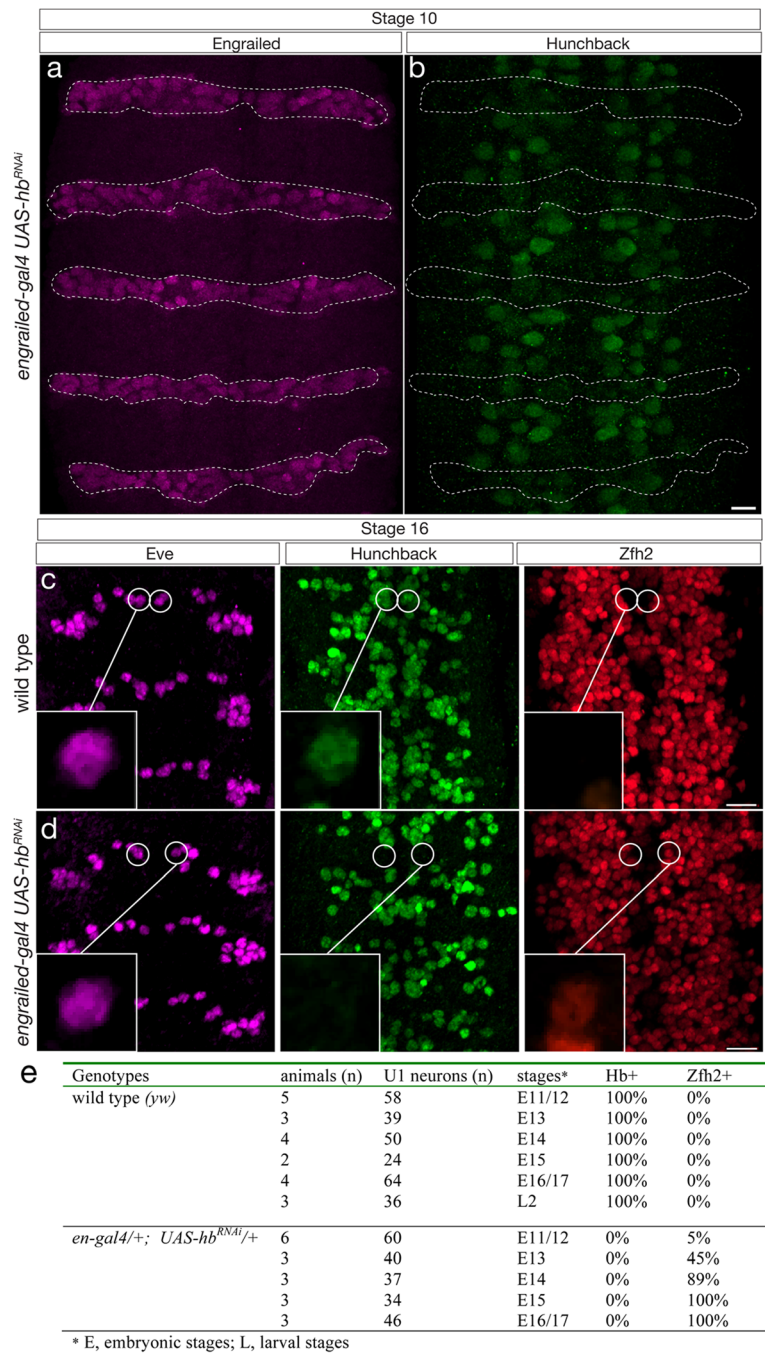 Stage 10
Engrailed Hunchback
a b
engrailed-gal4 UAS-hbRNAi
Stage 16
Eve Hunchback Zfh2
c
wild type
d
engrailed-gal4 UAS-hbRNAi
e
Genotypes animals (n) U1 neurons (n) stages* Hb+ Zfh2+
wild type (yw) 5 58 E11/12 100% 0%
3 39 E13 100% 0%
4 50 E14 100% 0%
2 24 E15 100% 0%
4 64 E16/17 100% 0%
3 36 L2 100% 0%
en-gal4/+; UAS-hbRNAi/+ 6 60 E11/12 0% 5%
3 40 E13 0% 45%
3 37 E14 0% 89%
3 34 E15 0% 100%
3 46 E16/17 0% 100%
* E, embryonic stages; L, larval stages